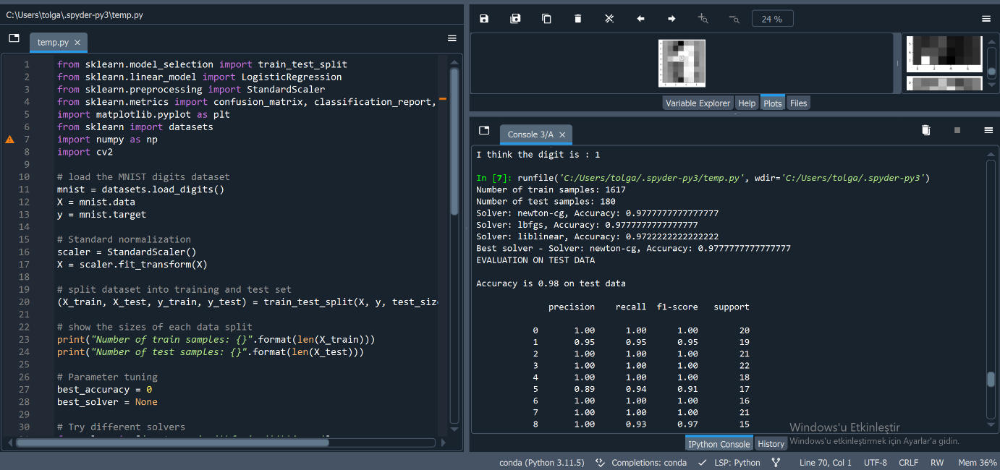 C:\Users\tolga\.spyder-py3\temp.py
temp.py
1 from sklearn.model_selection import train_test_split
2 from sklearn.linear_model import LogisticRegression
3 from sklearn.preprocessing import StandardScaler
4 from sklearn.metrics import confusion_matrix, classification_report,
5 import matplotlib.pyplot as plt
6 from sklearn import datasets
7 import numpy as np
8 import cv2
9
10 # load the MNIST digits dataset
11 mnist = datasets.load_digits()
12 X = mnist.data
13 y = mnist.target
14
15 # Standard normalization
16 scaler = StandardScaler()
17 X = scaler.fit_transform(X)
18
19 # split dataset into training and test set
20 (X_train, X_test, y_train, y_test) = train_test_split(X, y, test_size
21
22 # show the sizes of each data split
23 print("Number of train samples: {}".format(len(X_train)))
24 print("Number of test samples: {}".format(len(X_test)))
25
26 # Parameter tuning
27 best_accuracy = 0
28 best_solver = None
29
30 # Try different solvers
24 %
Variable Explorer Help Plots Files
Console 3/A
I think the digit is : 1
In [7]: runfile('C:/Users/tolga/.spyder-py3/temp.py', wdir='C:/Users/tolga/.spyder-py3')
Number of train samples: 1617
Number of test samples: 180
Solver: newton-cg, Accuracy: 0.9777777777777777
Solver: lbfgs, Accuracy: 0.9777777777777777
Solver: liblinear, Accuracy: 0.9722222222222222
Best solver - Solver: newton-cg, Accuracy: 0.9777777777777777
EVALUATION ON TEST DATA
Accuracy is 0.98 on test data
precision recall f1-score support
0 1.00 1.00 1.00 20
1 0.95 0.95 0.95 19
2 1.00 1.00 1.00 21
3 1.00 1.00 1.00 22
4 1.00 1.00 1.00 18
5 0.89 0.94 0.91 17
6 1.00 1.00 1.00 16
7 1.00 1.00 1.00 21
8 1.00 0.93 0.97 15
Windows'u Etkinleştir
Windows'u etkinleştirmek için Ayarlar'a gidin.
IPython Console History
conda (Python 3.11.5) Completions: conda LSP: Python Line 70, Col 1 UTF-8 CRLF RW Mem 36%